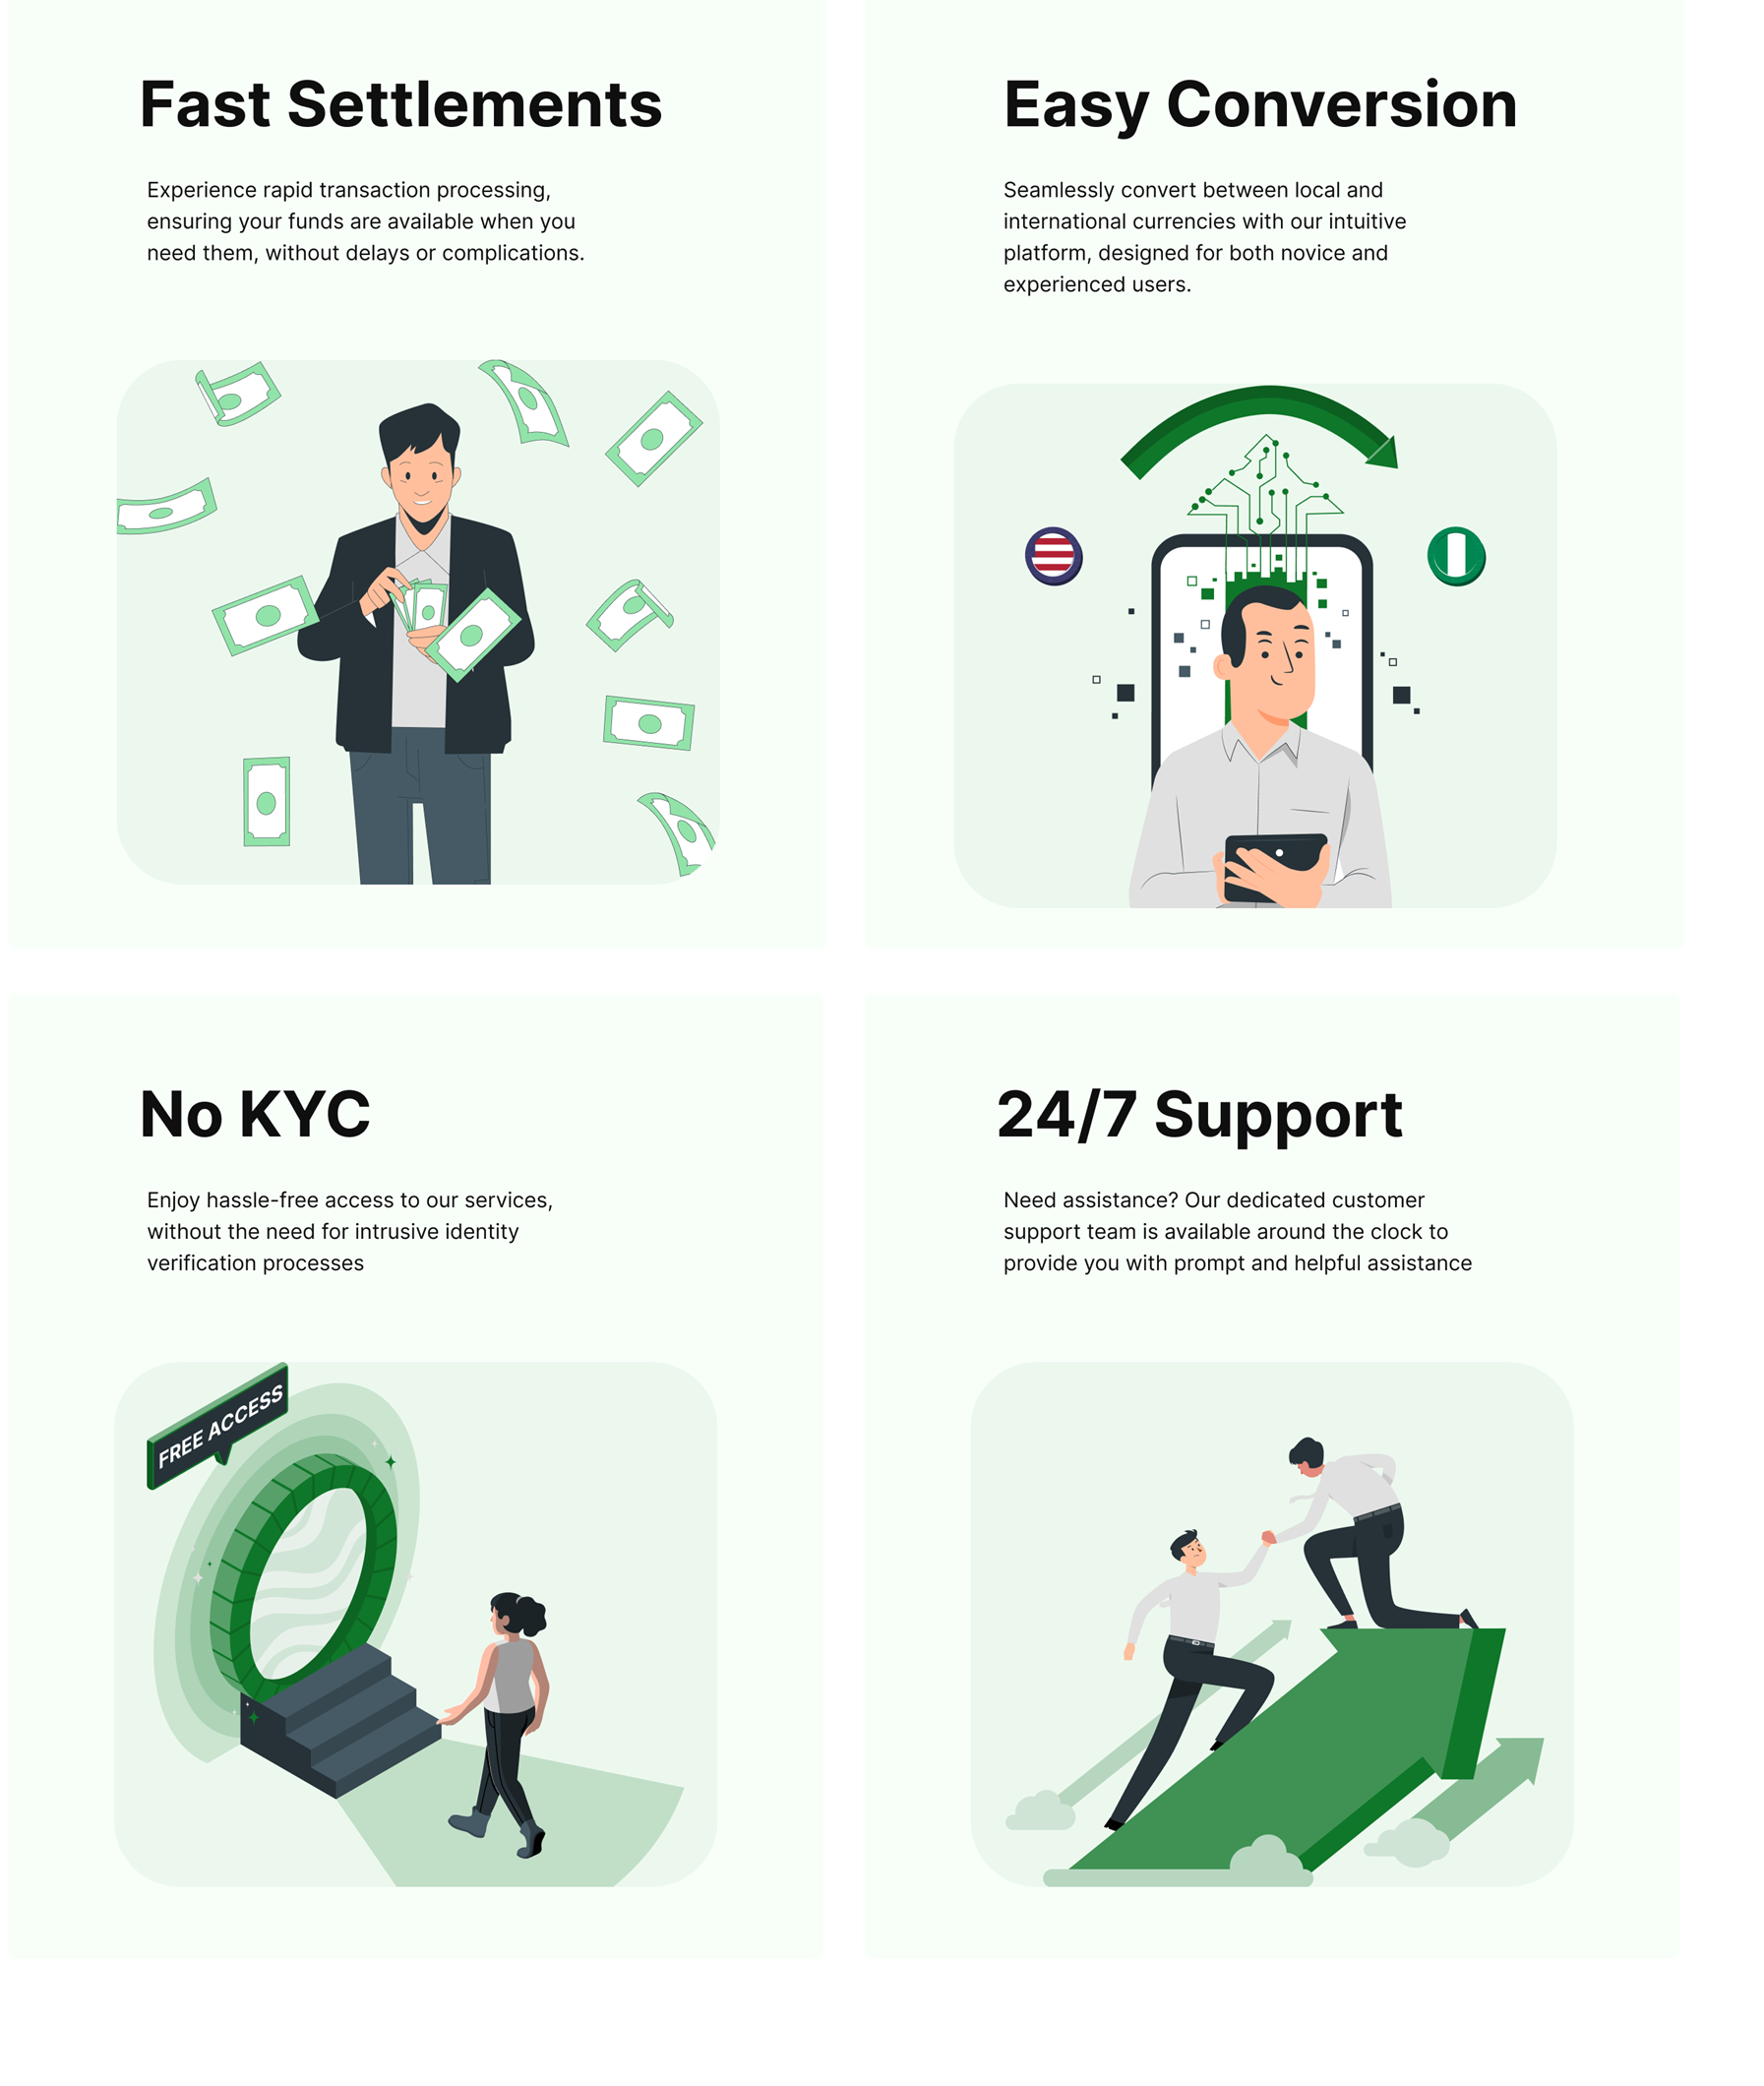 Fast Settlements
Experience rapid transaction processing,
ensuring your funds are available when you
need them, without delays or complications.
Easy Conversion
Seamlessly convert between local and
international currencies with our intuitive
platform, designed for both novice and
experienced users.
No KYC
Enjoy hassle-free access to our services,
without the need for intrusive identity
verification processes
FREE ACCESS
24/7 Support
Need assistance? Our dedicated customer
support team is available around the clock to
provide you with prompt and helpful assistance